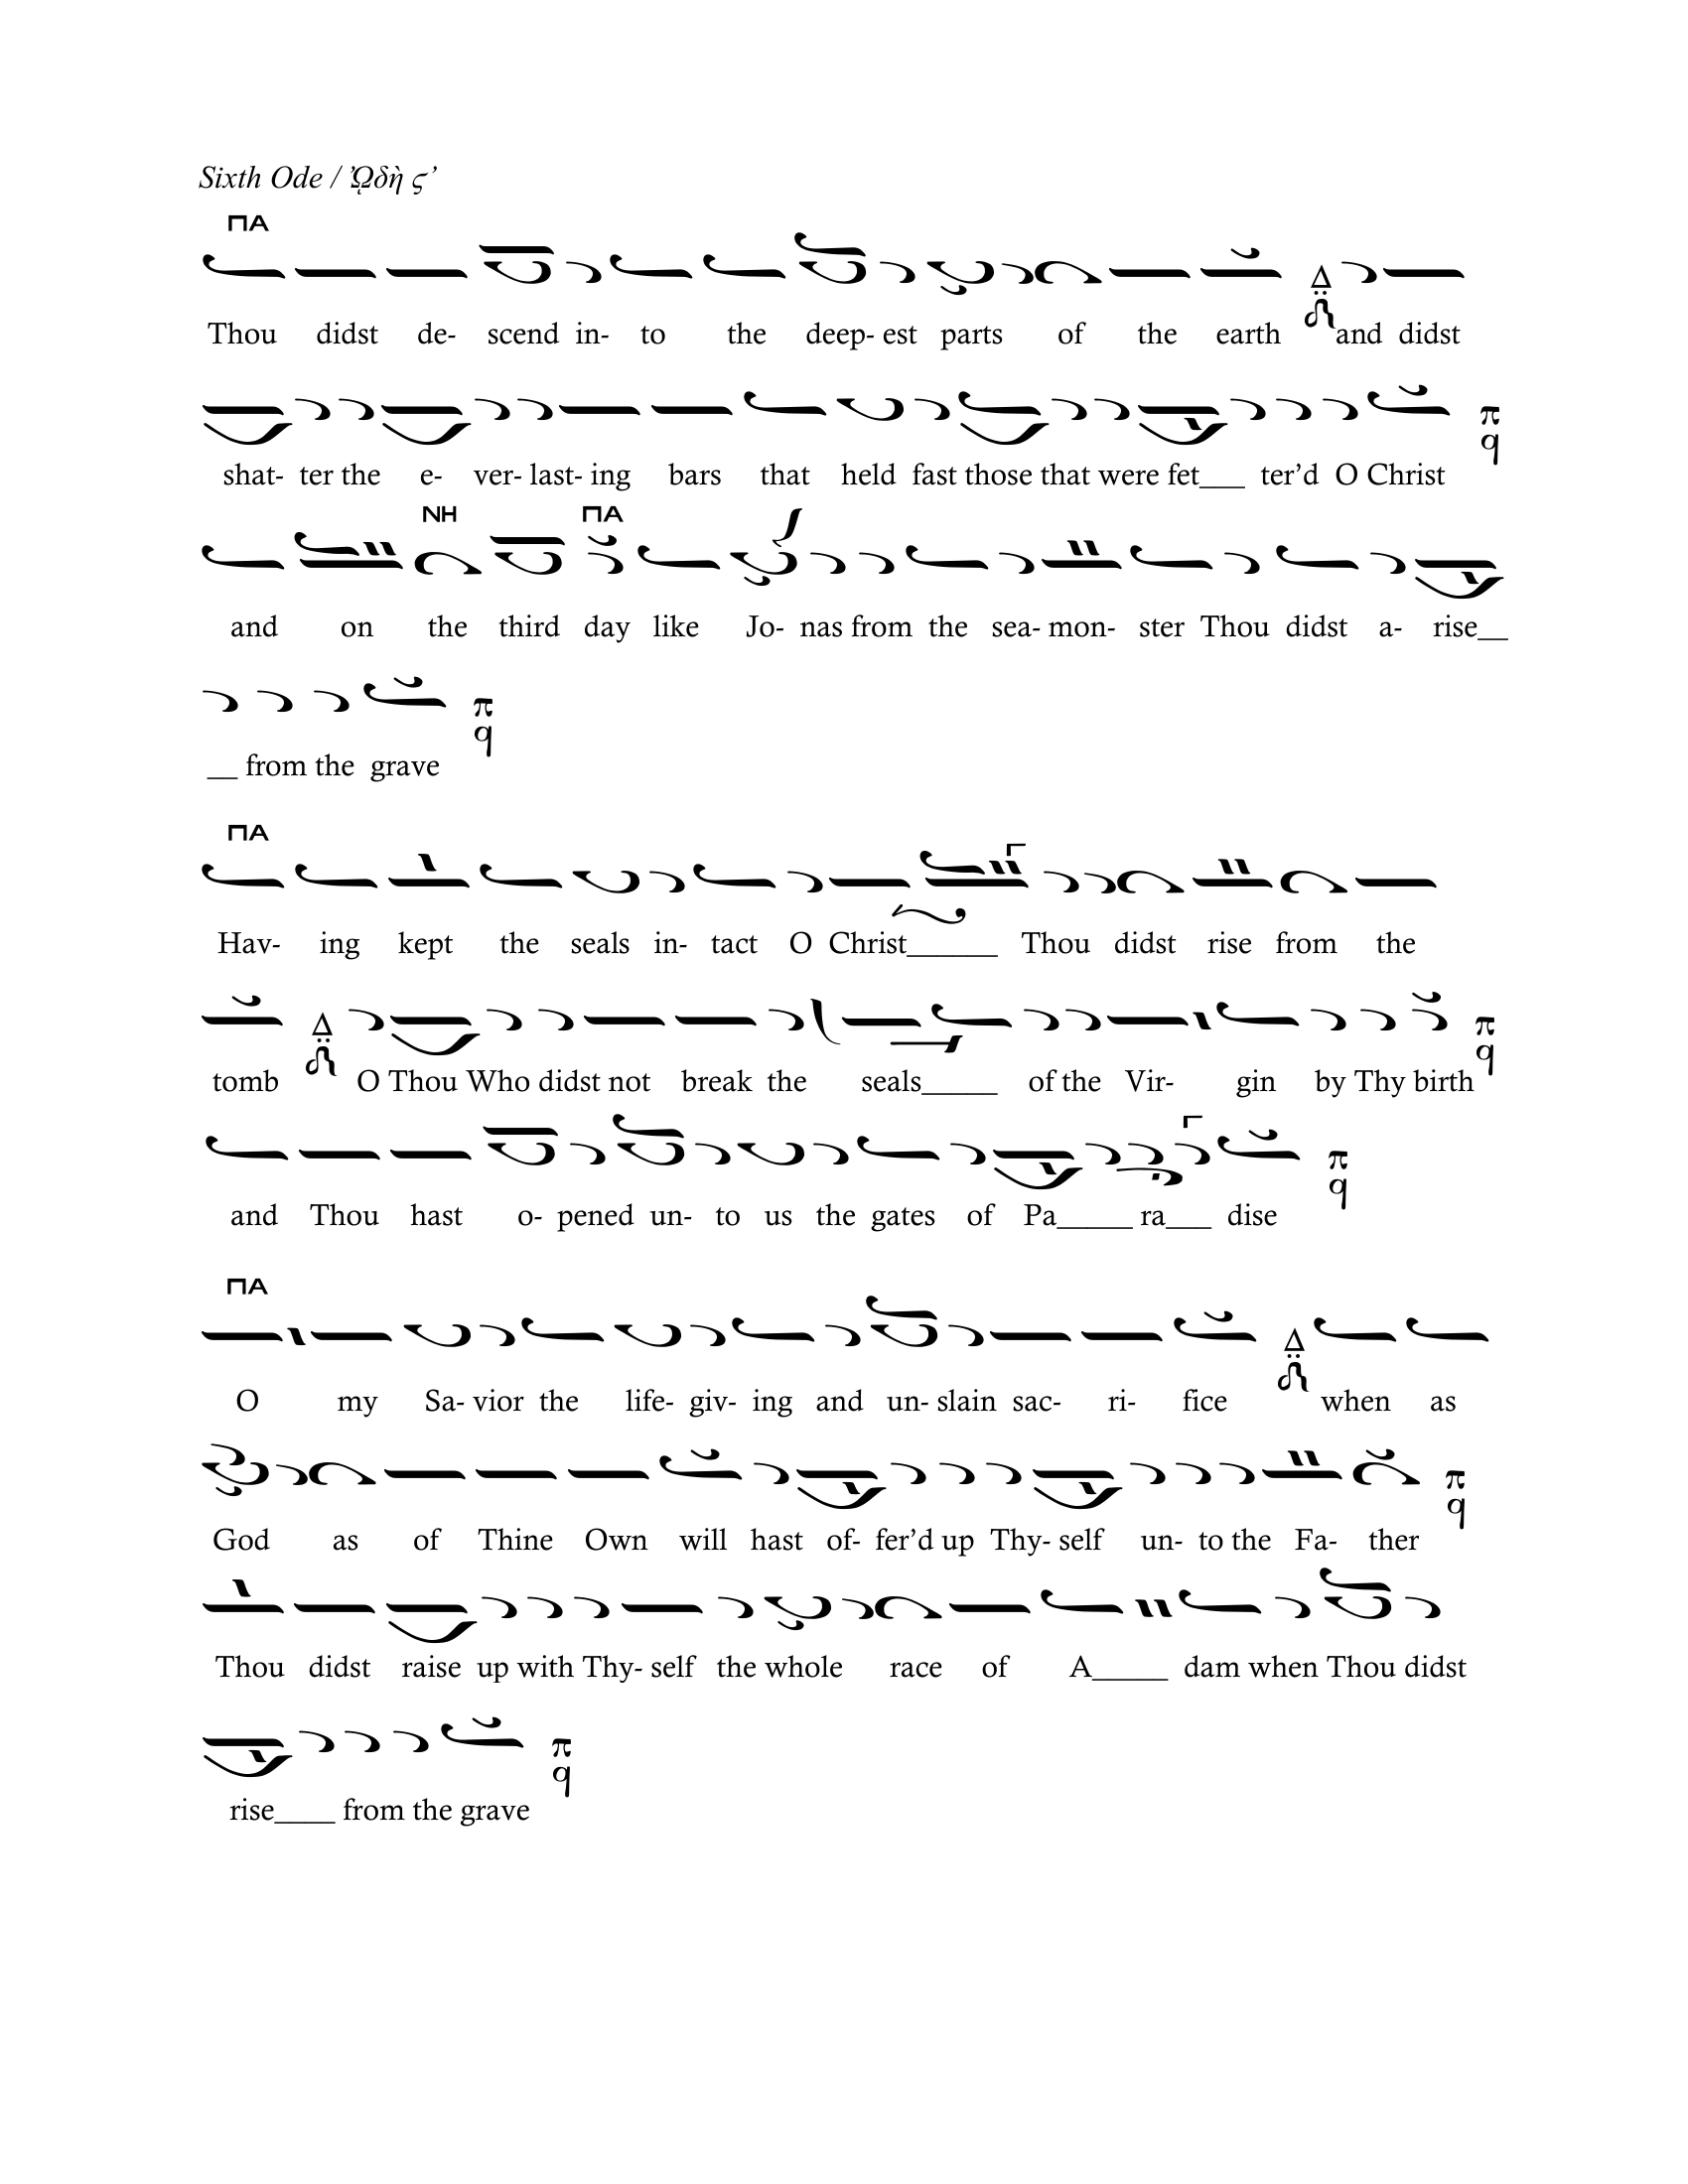 Sixth Ode / ᾨδὴ ς’
ΠΑ
Thou didst de- scend in- to the deep- est parts of the earth Δ and didst
shat- ter the e- ver- last- ing bars that held fast those that were fet___ ter’d O Christ π q
ΝΗ ΠΑ
and on the third day like Jo- nas from the sea- mon- ster Thou didst a- rise__
__ from the grave π q
ΠΑ
Hav- ing kept the seals in- tact O Christ______ Thou didst rise from the
tomb Δ O Thou Who didst not break the seals_____ of the Vir- gin by Thy birth π q
and Thou hast o- pened un- to us the gates of Pa_____ ra___ dise π q
ΠΑ
O my Sa- vior the life- giv- ing and un- slain sac- ri- fice Δ when as
God as of Thine Own will hast of- fer’d up Thy- self un- to the Fa- ther π q
Thou didst raise up with Thy- self the whole race of A_____ dam when Thou didst
rise____ from the grave π q